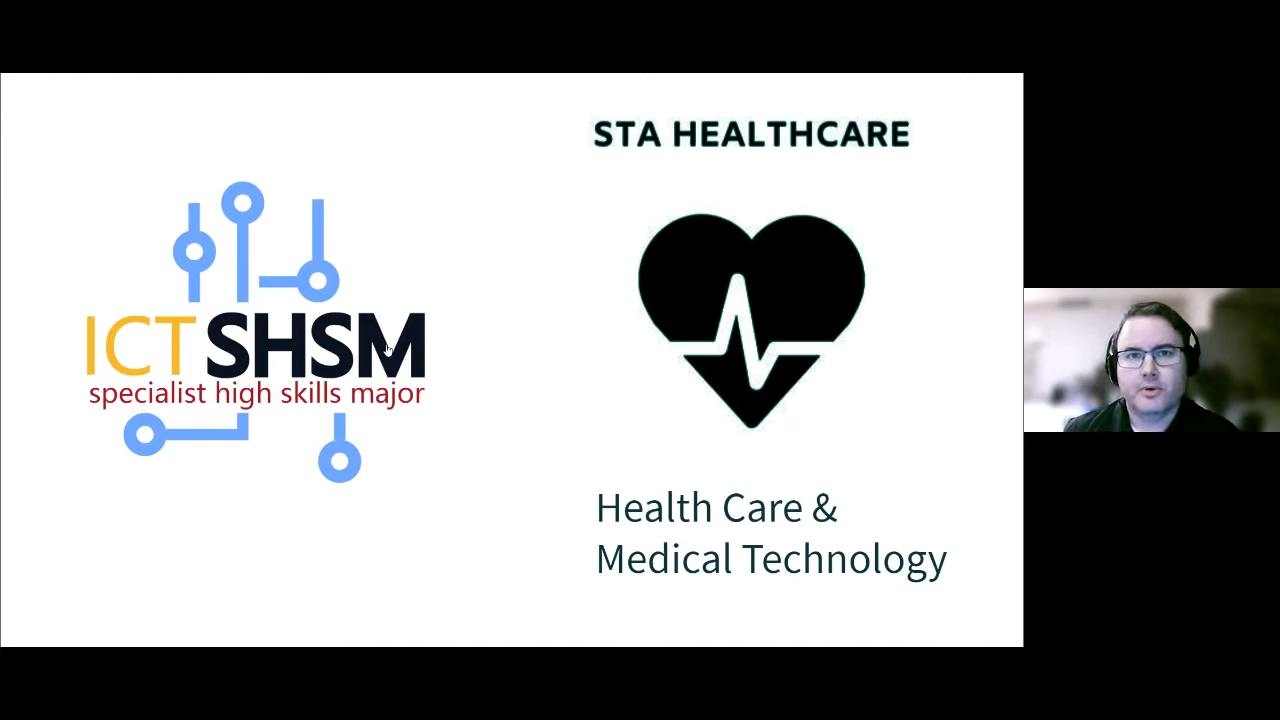 ICT SHSM
specialist high skills major
STA HEALTHCARE
Health Care &
Medical Technology